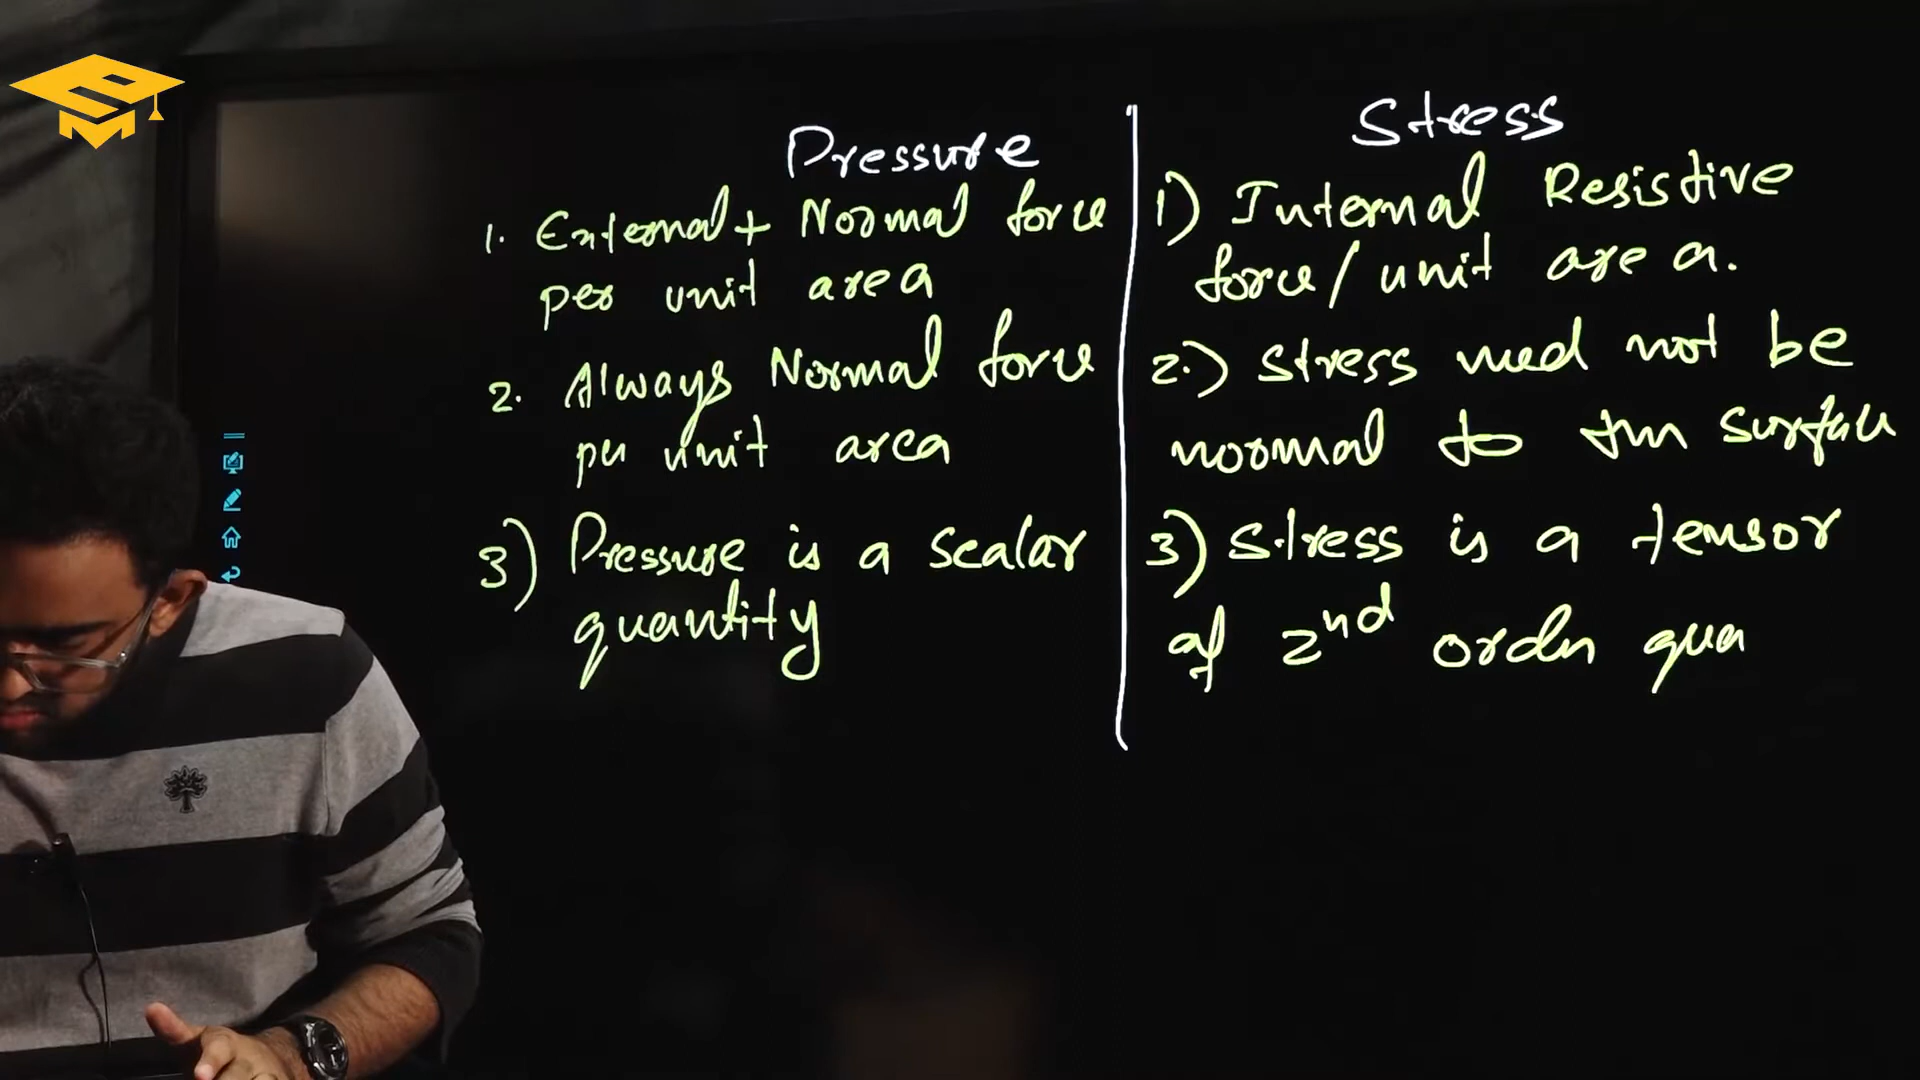 Pressure
1. External + Normal force
per unit area
2. Always Normal force
per unit area
3) Pressure is a scalar
quantity
Stress
1) Internal Resistive
force/unit area.
2.) Stress need not be
normal to the surface
3) Stress is a tensor
of 2nd order qua